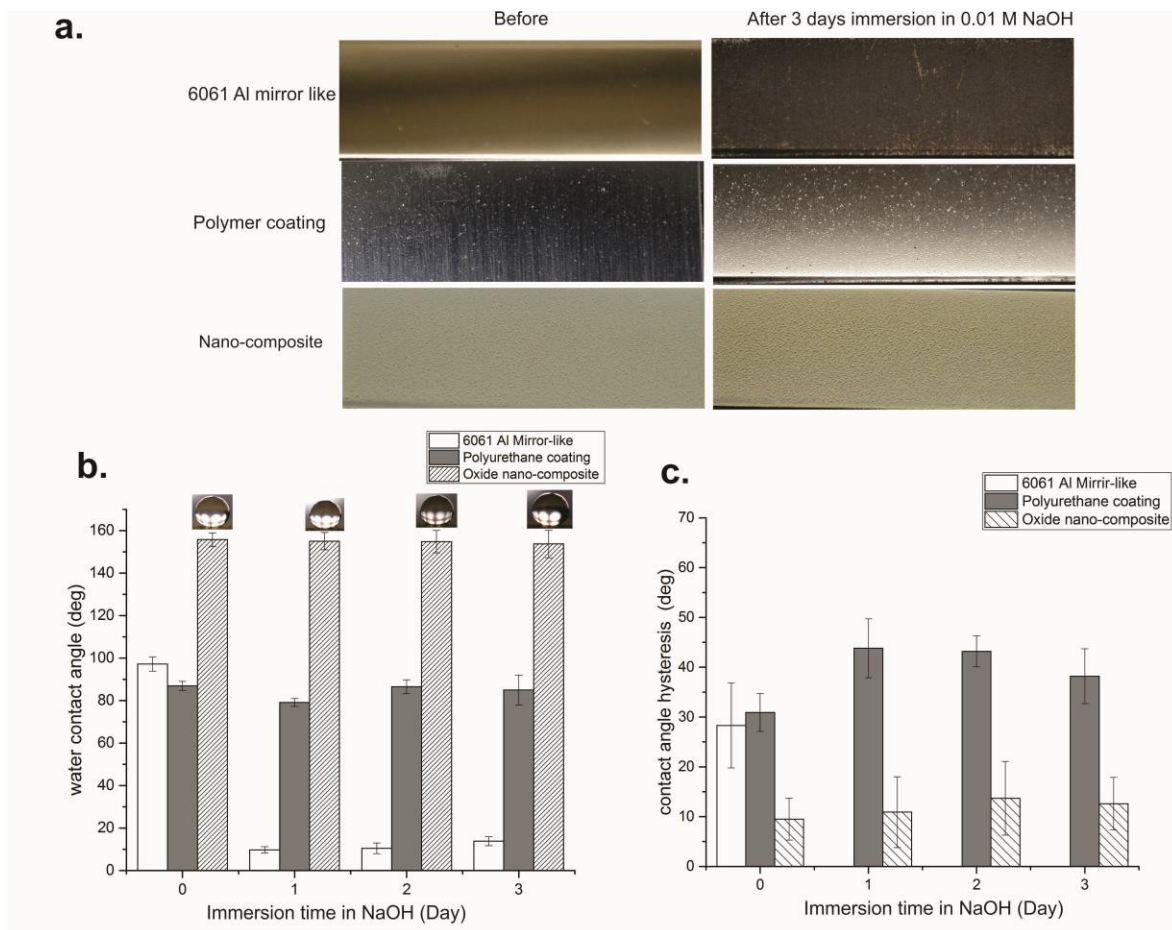 a.
Before
After 3 days immersion in 0.01 M NaOH
6061 Al mirror like
Polymer coating
Nano-composite
b.
6061 Al Mirror-like
Polyurethane coating
Oxide nano-composite
water contact angle (deg)
160
140
120
100
80
60
40
20
0
0 1 2 3
Immersion time in NaOH (Day)
c.
6061 Al Mirrir-like
Polyurethane coating
Oxide nano-composite
contact angle hysteresis (deg)
70
60
50
40
30
20
10
0
0 1 2 3
Immersion time in NaOH (Day)